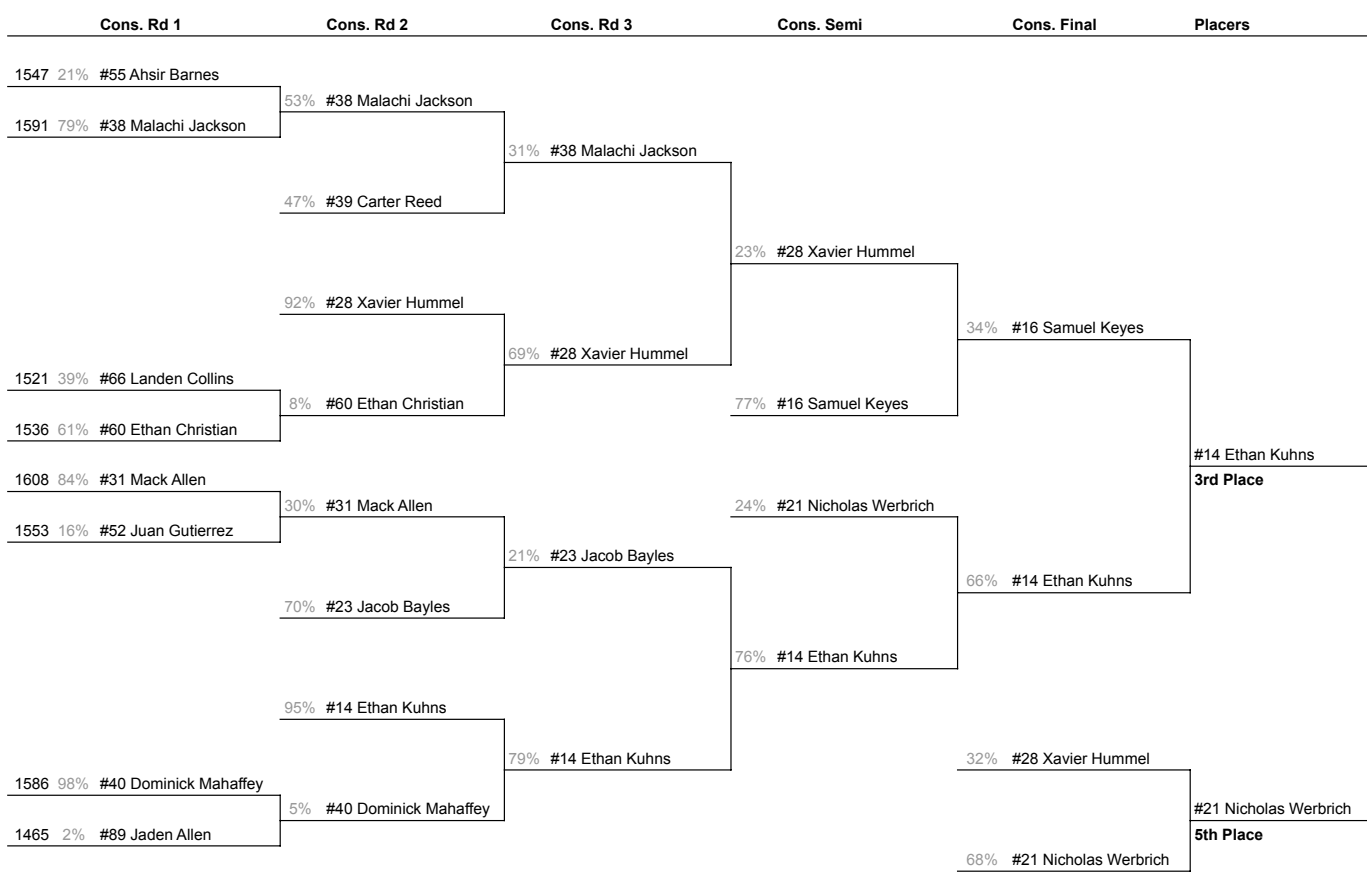 Cons. Rd 1 Cons. Rd 2 Cons. Rd 3 Cons. Semi Cons. Final Placers
1547 21% #55 Ahsir Barnes
53% #38 Malachi Jackson
1591 79% #38 Malachi Jackson
31% #38 Malachi Jackson
47% #39 Carter Reed
23% #28 Xavier Hummel
92% #28 Xavier Hummel
34% #16 Samuel Keyes
69% #28 Xavier Hummel
1521 39% #66 Landen Collins
8% #60 Ethan Christian 77% #16 Samuel Keyes
1536 61% #60 Ethan Christian
#14 Ethan Kuhns
1608 84% #31 Mack Allen 3rd Place
30% #31 Mack Allen 24% #21 Nicholas Werbrich
1553 16% #52 Juan Gutierrez
21% #23 Jacob Bayles
66% #14 Ethan Kuhns
70% #23 Jacob Bayles
76% #14 Ethan Kuhns
95% #14 Ethan Kuhns
79% #14 Ethan Kuhns 32% #28 Xavier Hummel
1586 98% #40 Dominick Mahaffey
5% #40 Dominick Mahaffey #21 Nicholas Werbrich
1465 2% #89 Jaden Allen 5th Place
68% #21 Nicholas Werbrich